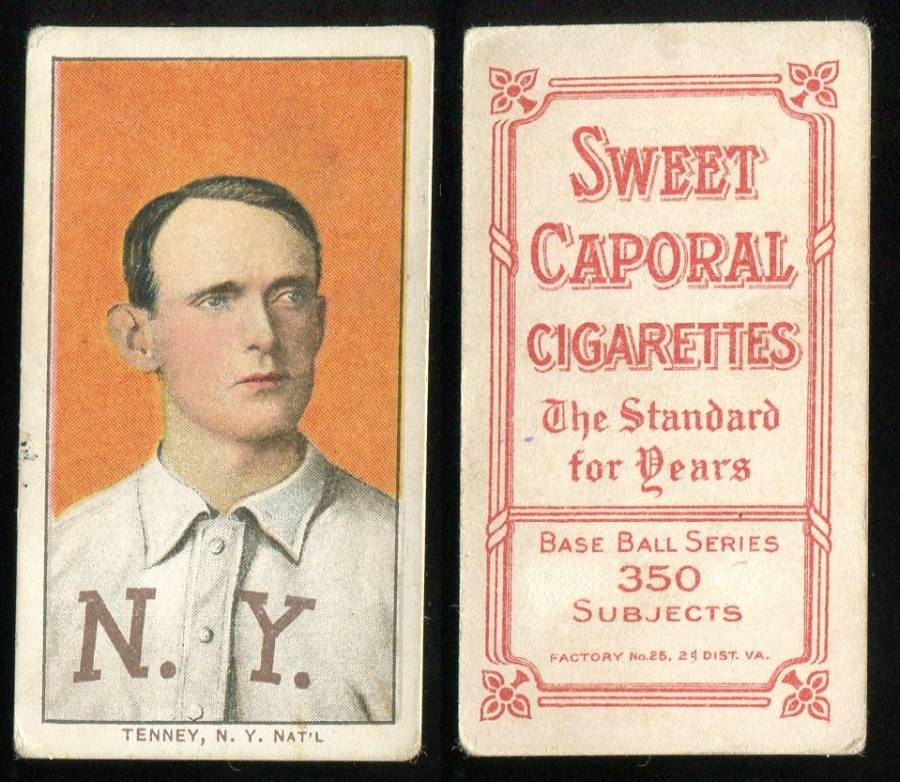 N. Y.
TENNEY, N. Y. NAT'L
SWEET
CAPORAL
CIGARETTES
The Standard
for Years
BASE BALL SERIES
350
SUBJECTS
FACTORY No. 25, 2d DIST. VA.